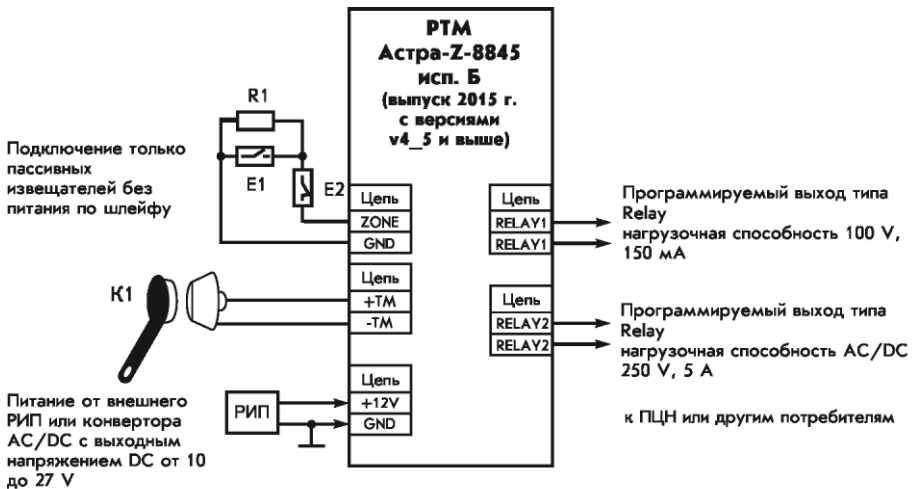 РТМ
Астра-Z-8845
исп. Б
(выпуск 2015 г.
с версиями
v4_5 и выше)
R1
E1
E2
Подключение только
пассивных
извещателей без
питания по шлейфу
Цепь
ZONE
GND
Цепь
RELAY1
RELAY1
Программируемый выход типа
Relay
нагрузочная способность 100 V,
150 мА
К1
Цепь
+ТМ
-ТМ
Цепь
RELAY2
RELAY2
Программируемый выход типа
Relay
нагрузочная способность AC/DC
250 V, 5 А
Питание от внешнего
РИП или конвертора
AC/DC с выходным
напряжением DC от 10
до 27 V
РИП
Цепь
+12V
GND
к ПЦН или другим потребителям